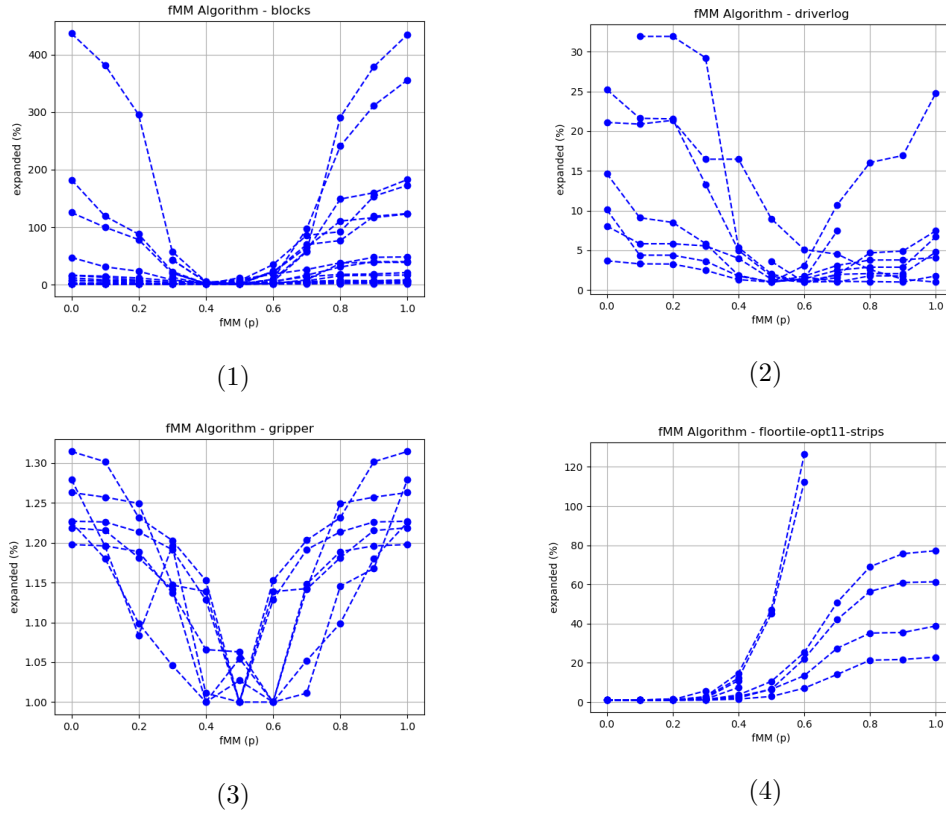 fMM Algorithm - blocks
expanded (%)
400
300
200
100
0
0.0 0.2 0.4 0.6 0.8 1.0
fMM (p)
(1)
fMM Algorithm - driverlog
expanded (%)
30
25
20
15
10
5
0
0.0 0.2 0.4 0.6 0.8 1.0
fMM (p)
(2)
fMM Algorithm - gripper
expanded (%)
1.30
1.25
1.20
1.15
1.10
1.05
1.00
0.0 0.2 0.4 0.6 0.8 1.0
fMM (p)
(3)
fMM Algorithm - floortile-opt11-strips
expanded (%)
120
100
80
60
40
20
0
0.0 0.2 0.4 0.6 0.8 1.0
fMM (p)
(4)